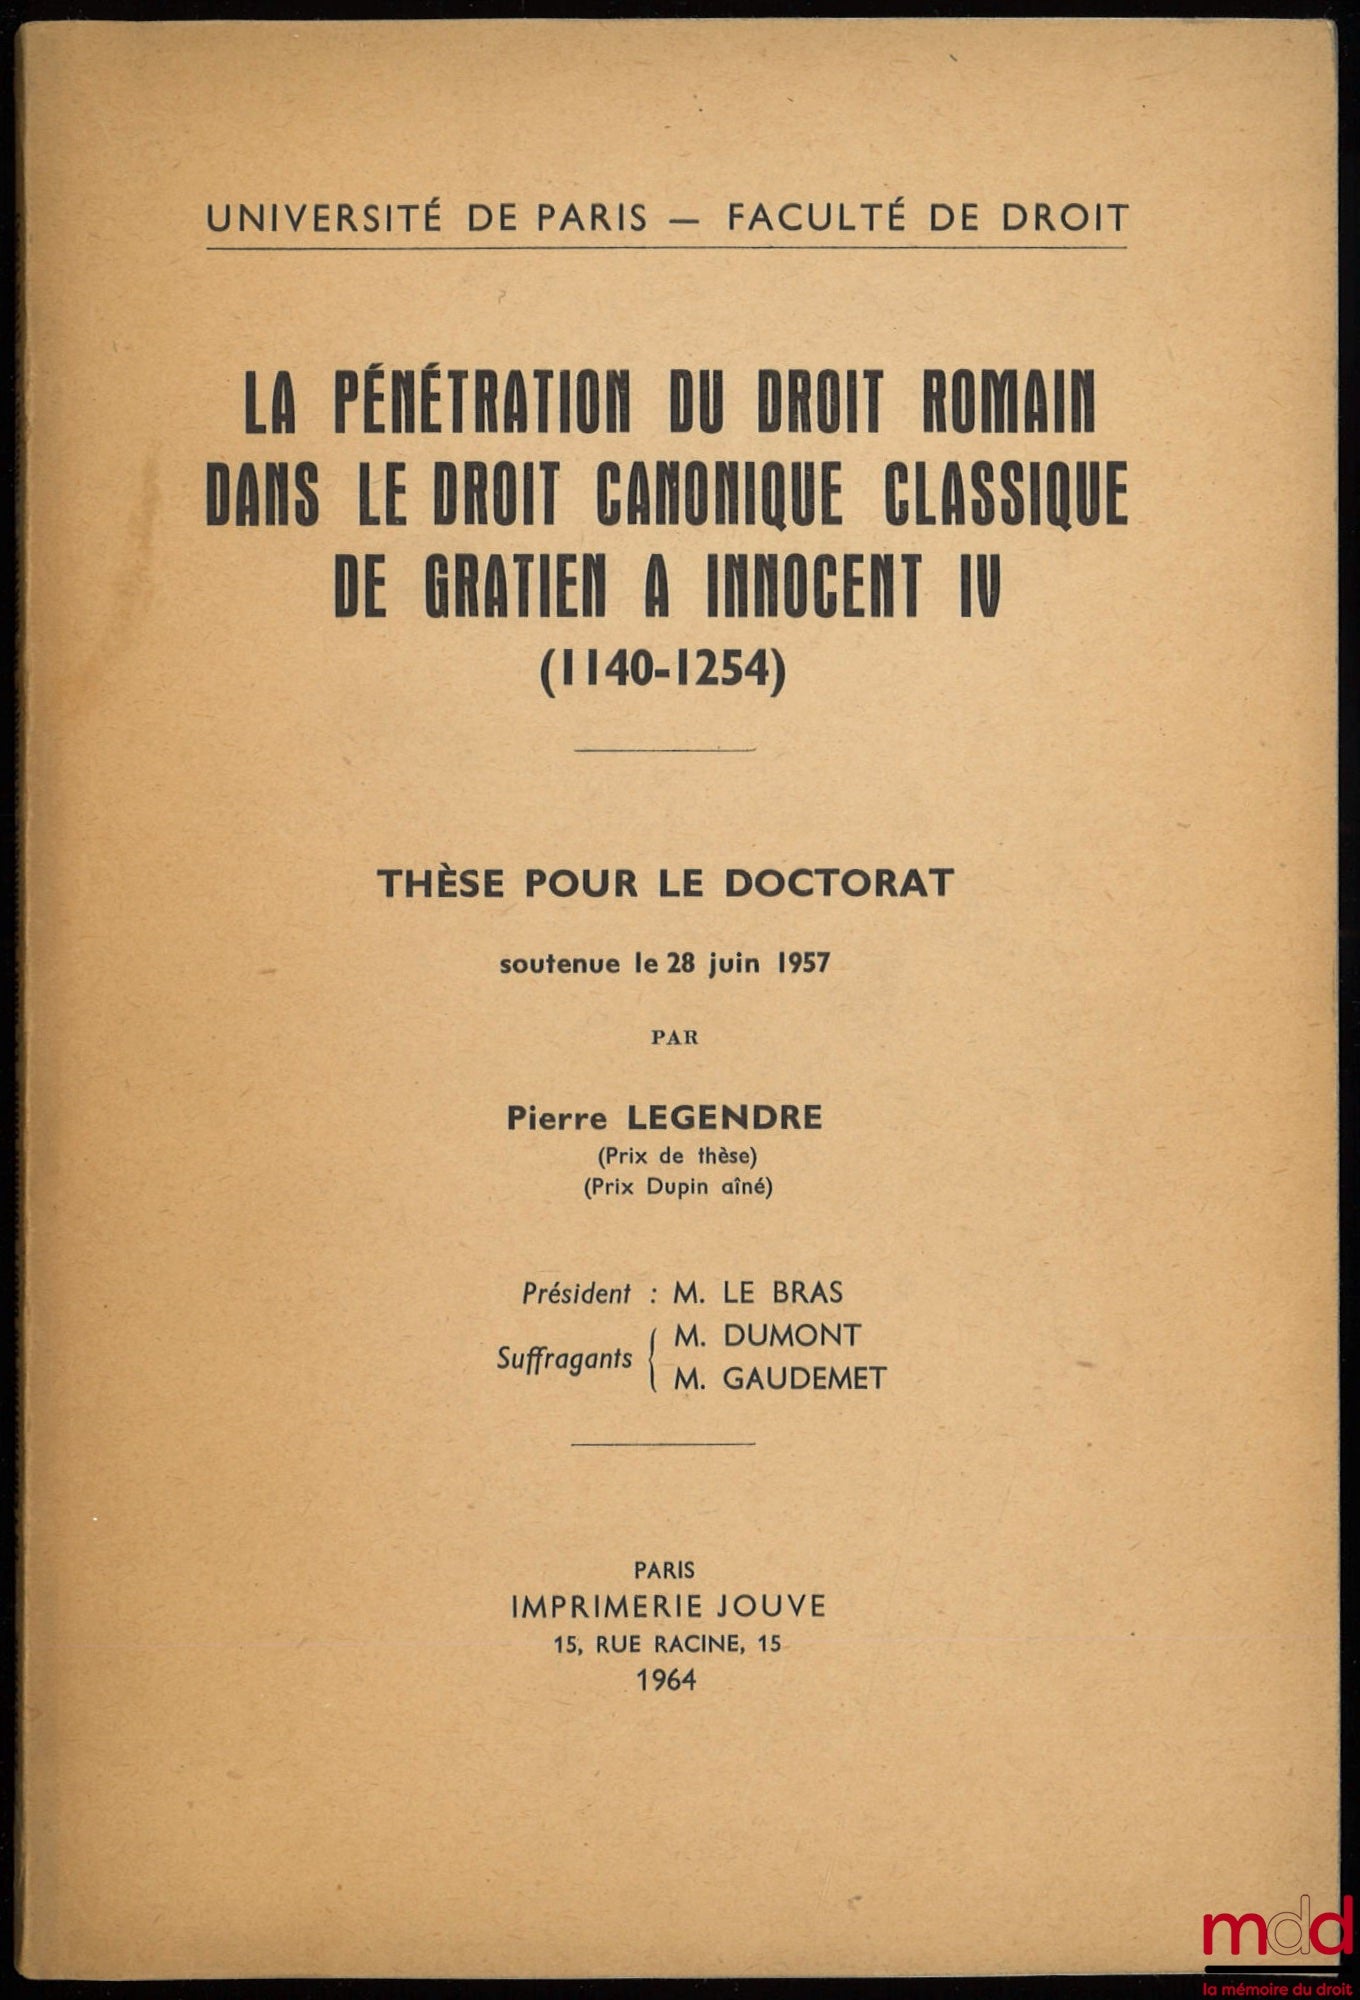 UNIVERSITÉ DE PARIS — FACULTÉ DE DROIT
LA PÉNÉTRATION DU DROIT ROMAIN
DANS LE DROIT CANONIQUE CLASSIQUE
DE GRATIEN A INNOCENT IV
(1140-1254)
THÈSE POUR LE DOCTORAT
soutenue le 28 juin 1957
PAR
Pierre LEGENDRE
(Prix de thèse)
(Prix Dupin aîné)
Président : M. LE BRAS
Suffragants { M. DUMONT
M. GAUDEMET
PARIS
IMPRIMERIE JOUVE
15, RUE RACINE, 15
1964
mdd
la mémoire du droit